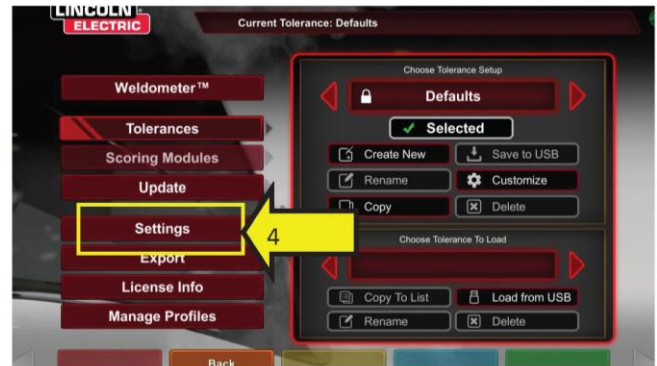 LINCOLN
ELECTRIC
Current Tolerance: Defaults
Weldometer™
Tolerances
Scoring Modules
Update
Settings
Export
License Info
Manage Profiles
4
Choose Tolerance Setup
Defaults
Selected
Create New
Save to USB
Rename
Customize
Copy
Delete
Choose Tolerance To Load
Copy To List
Load from USB
Rename
Delete
Back